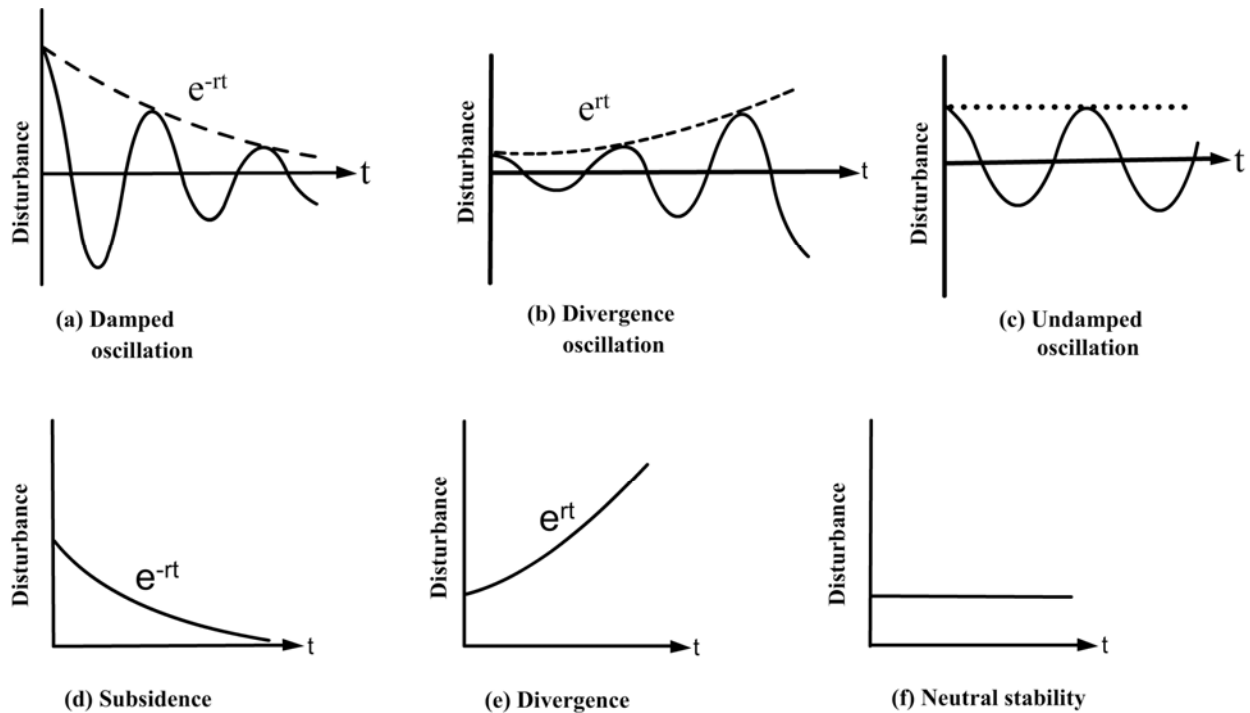 Disturbance
e^-rt
t
(a) Damped
oscillation
Disturbance
e^rt
t
(b) Divergence
oscillation
Disturbance
t
(c) Undamped
oscillation
Disturbance
e^-rt
t
(d) Subsidence
Disturbance
e^rt
t
(e) Divergence
Disturbance
t
(f) Neutral stability